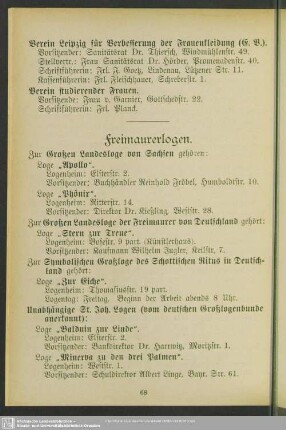 Verein Leipzig für Verbesserung der Frauenkleidung (E. V.).
Vorsitender: Sanitätsrat Dr. Thiersch, Windmühlenstr. 49.
Stellvertr.: Frau Sanitätsrat Dr. Hörder, Promenadenstr. 40.
Schriftführerin: Frl. F. Goetz, Lindenau, Lützener Str. 11.
Kassenführerin: Frl. Fleischhauer, Schreberstr. 1.
Verein studierender Frauen.
Vorsitzende: Frau v. Garnier, Gottschedstr. 22.
Schriftführerin: Frl. Planck.
Freimaurerlogen.
Zur Großen Landesloge von Sachsen gehören:
Loge „Apollo“.
Logenheim: Elsterstr. 2.
Vorsitzender: Buchhändler Reinhold Fröbel, Humboldtstr. 10.
Loge „Phönix“.
Logenheim: Ritterstr. 14.
Vorsitzender: Direktor Dr. Kießling, Weststr. 28.
Zur Großen Landesloge der Freimaurer von Deutschland gehört:
Loge „Stern zur Treue“.
Logenheim: Bosestr. 9 part. (Künstlerhaus).
Vorsitzender: Kaufmann Wilhelm Ingler, Keilstr. 7.
Zur Symbolischen Großloge des Schottischen Ritus in Deutsch-
land gehört:
Loge „Zur Eiche“.
Logenheim: Thomasiusstr. 19 part.
Logentag: Freitag. Beginn der Arbeit abends 8 Uhr.
Unabhängige St. Joh. Logen (vom deutschen Großlogenbunde
anerkannt):
Loge „Balduin zur Linde“.
Logenheim: Elsterstr. 2.
Vorsitzender: Bankdirektor Dr. Harrwitz, Moritzstr. 1.
Loge „Minerva zu den drei Palmen“.
Logenheim: Weststr. 1.
Vorsitzender: Schuldirektor Albert Linge, Bayr. Str. 61.
68